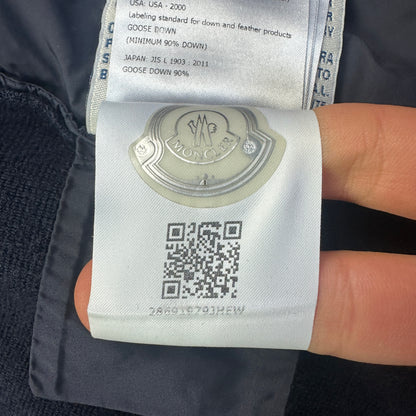 USA: USA - 2000
Labeling standard for down and feather products
GOOSE DOWN
(MINIMUM 90% DOWN)
JAPAN: JIS L 1903 : 2011
GOOSE DOWN 90%
MONCLER